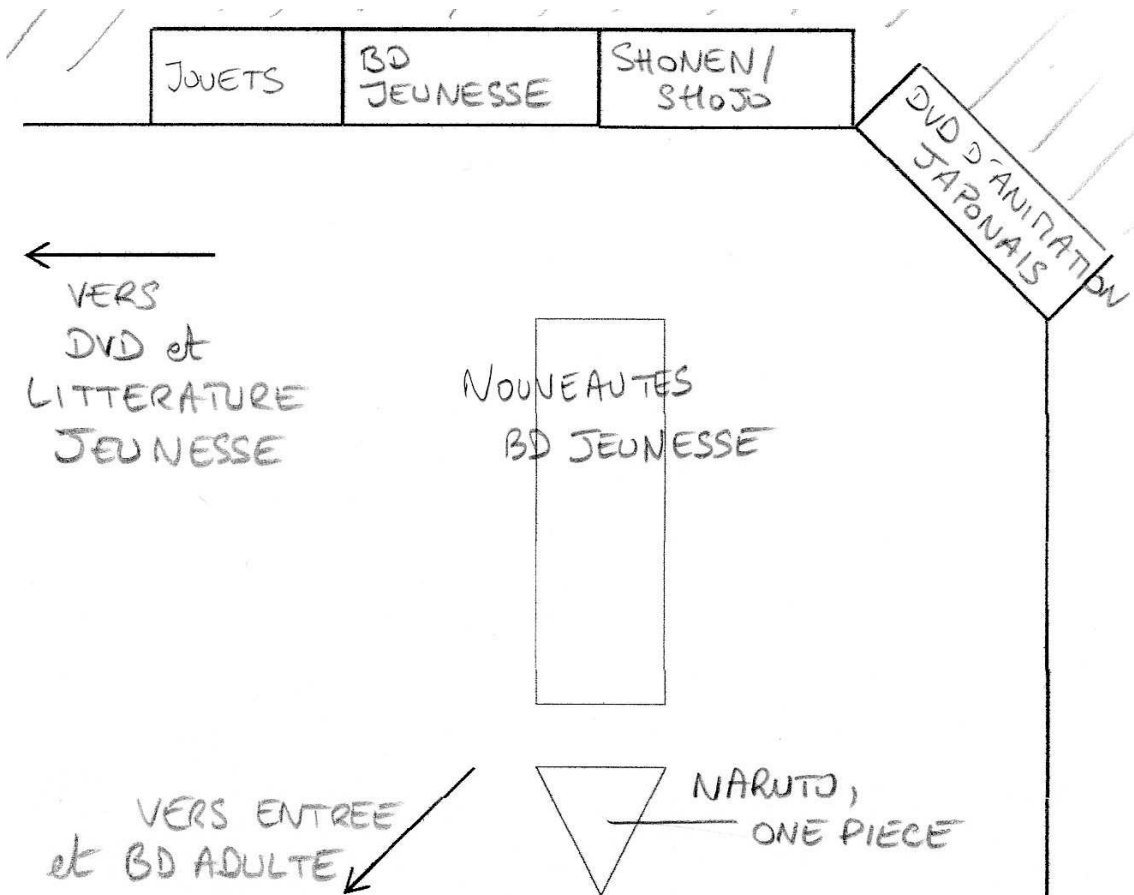 JOUETS
BD
JEUNESSE
SHONEN/
SHOJO
DVD D'ANIMATION
JAPONAIS
VERS
DVD et
LITTERATURE
JEUNESSE
NOUVEAUTES
BD JEUNESSE
VERS ENTREE
et BD ADULTE
NARUTO,
ONE PIECE